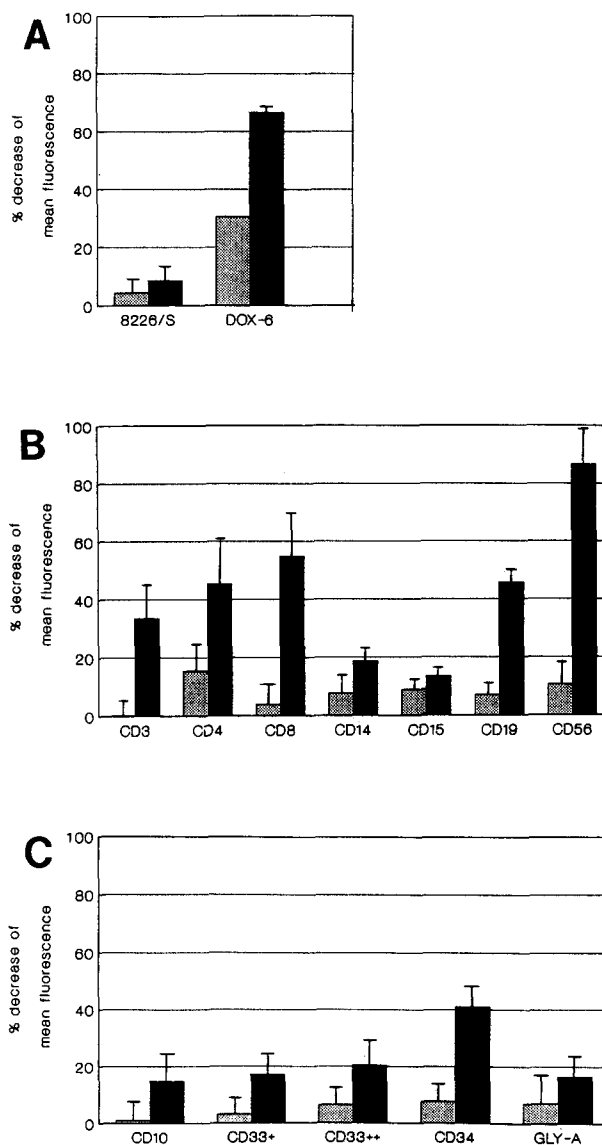 A
% decrease of
mean fluorescence
100
80
60
40
20
0
8226/S DOX-6
B
% decrease of
mean fluorescence
100
80
60
40
20
0
CD3 CD4 CD8 CD14 CD15 CD19 CD56
C
% decrease of
mean fluorescence
100
80
60
40
20
0
CD10 CD33+ CD33++ CD34 GLY-A